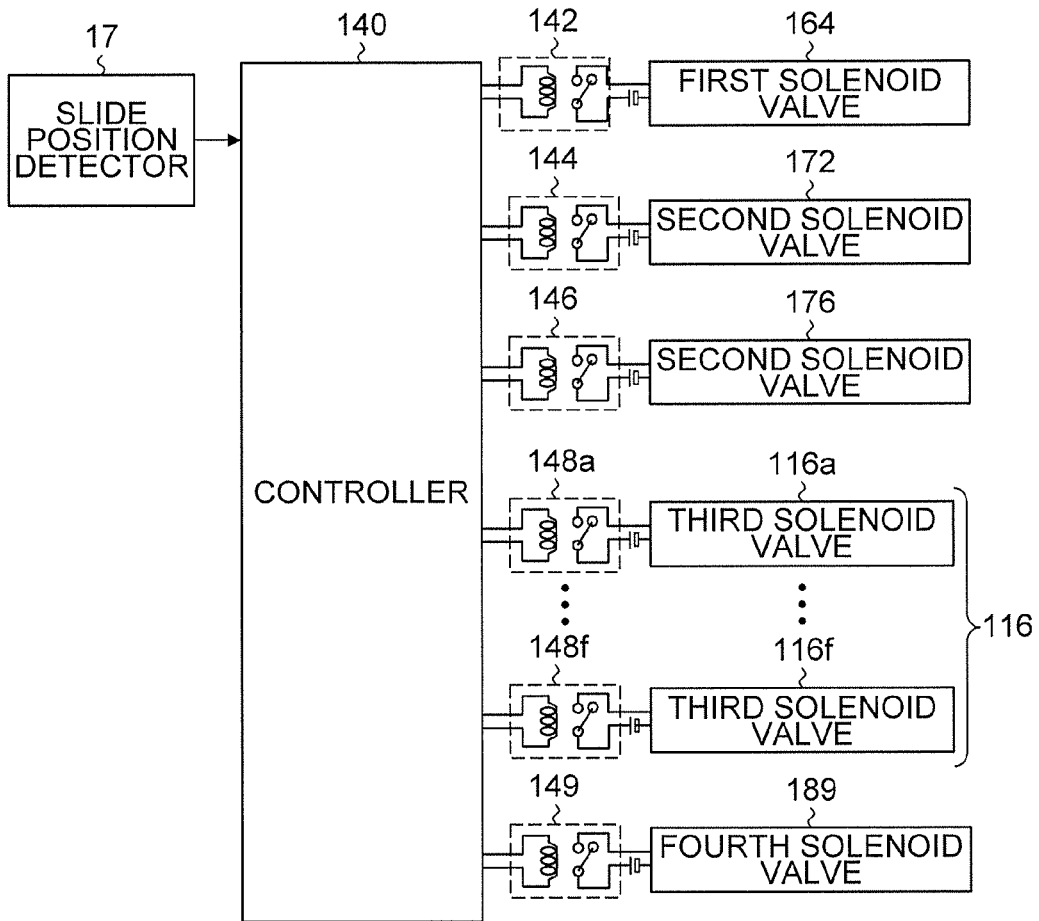 17
140
142
164
SLIDE
POSITION
DETECTOR
FIRST SOLENOID
VALVE
144
172
SECOND SOLENOID
VALVE
146
176
SECOND SOLENOID
VALVE
CONTROLLER
148a
116a
THIRD SOLENOID
VALVE
116
148f
116f
THIRD SOLENOID
VALVE
149
189
FOURTH SOLENOID
VALVE